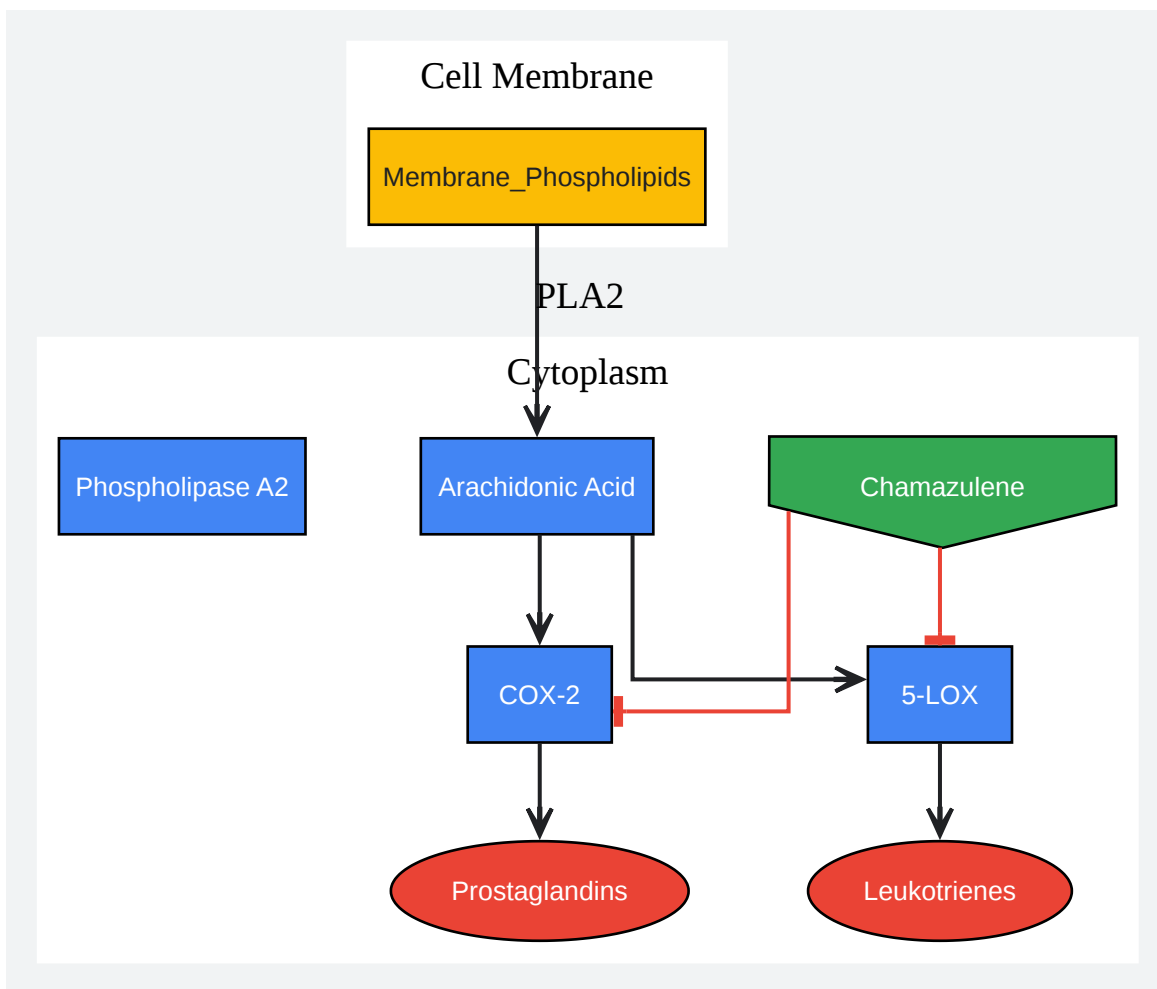 Cell Membrane
Membrane_Phospholipids
PLA2
Cytoplasm
Phospholipase A2
Arachidonic Acid
Chamazulene
COX-2
5-LOX
Prostaglandins
Leukotrienes